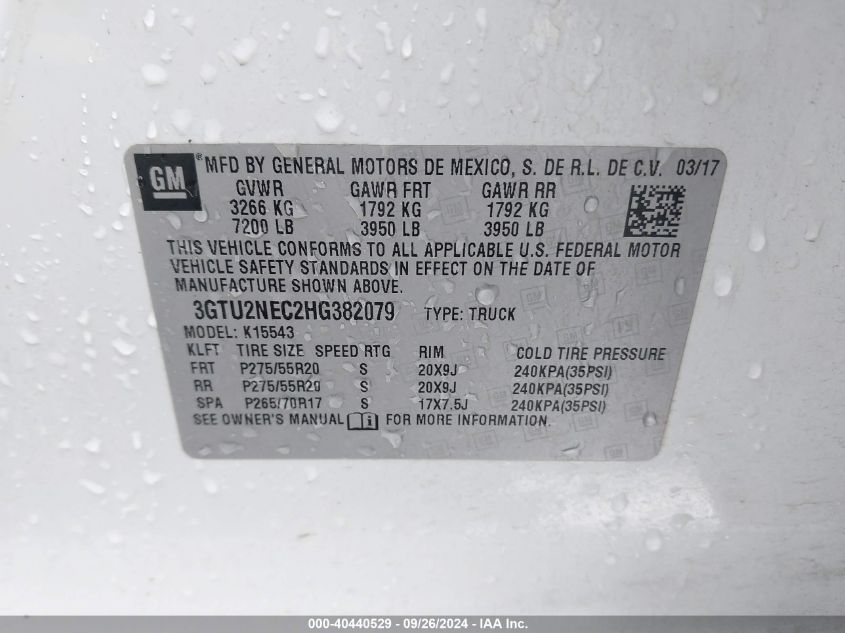 GM ® MFD BY GENERAL MOTORS DE MEXICO, S. DE R.L. DE C.V. 03/17
GVWR GAWR FRT GAWR RR
3266 KG 1792 KG 1792 KG
7200 LB 3950 LB 3950 LB
THIS VEHICLE CONFORMS TO ALL APPLICABLE U.S. FEDERAL MOTOR
VEHICLE SAFETY STANDARDS IN EFFECT ON THE DATE OF
MANUFACTURE SHOWN ABOVE.
3GTU2NEC2HG382079 TYPE: TRUCK
MODEL: K15543
KLFT TIRE SIZE SPEED RTG RIM COLD TIRE PRESSURE
FRT P275/55R20 S 20X9J 240KPA(35PSI)
RR P275/55R20 S 20X9J 240KPA(35PSI)
SPA P265/70R17 S 17X7.5J 240KPA(35PSI)
SEE OWNER'S MANUAL FOR MORE INFORMATION.
000-40440529 - 09/26/2024 - IAA Inc.